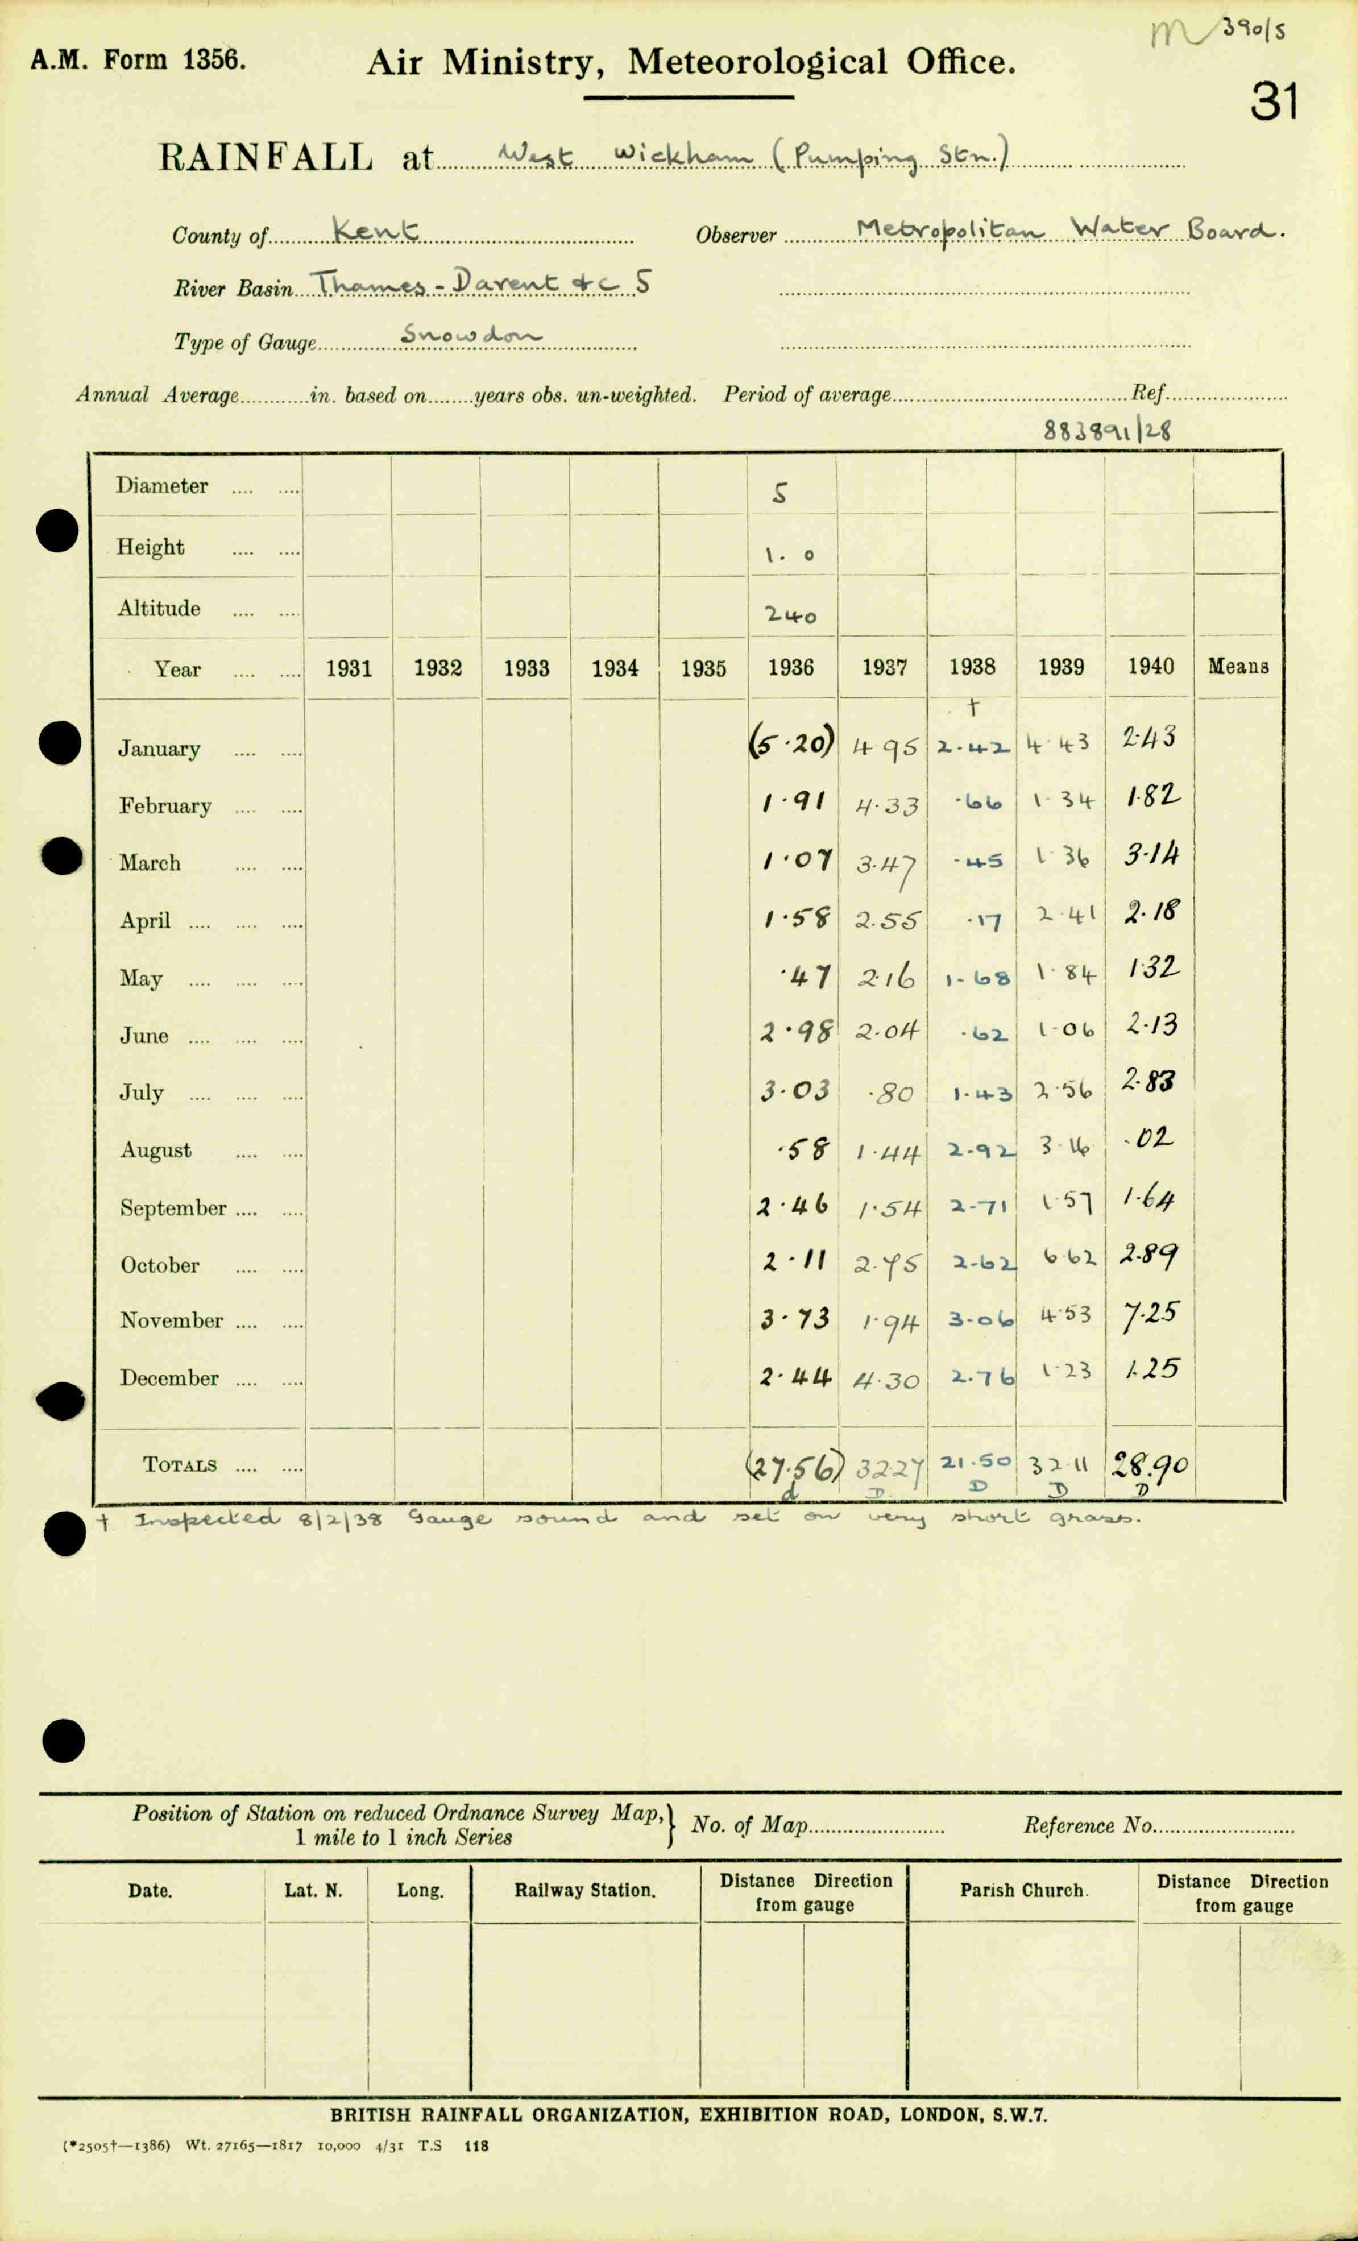 M 390/5
A.M. Form 1356. Air Ministry, Meteorological Office.
31
RAINFALL at West Wickham (Pumping Stn.)
County of Kent Observer Metropolitan Water Board.
River Basin Thames - Darent &c 5
Type of Gauge Snowdon
Annual Average in. based on years obs. un-weighted. Period of average Ref.
883891/28
Diameter 5
Height 1.0
Altitude 240
Year 1931 1932 1933 1934 1935 1936 1937 1938 1939 1940 Means
†
January (5.20) 4.95 2.42 4.43 2.43
February 1.91 4.33 .66 1.34 1.82
March 1.07 3.47 .45 1.36 3.14
April 1.58 2.55 .17 2.41 2.18
May .47 2.16 1.68 1.84 1.32
June 2.98 2.04 .62 1.06 2.13
July 3.03 .80 1.43 2.56 2.83
August .58 1.44 2.92 3.16 .02
September 2.46 1.54 2.71 1.57 1.64
October 2.11 2.75 2.62 6.62 2.89
November 3.73 1.94 3.06 4.53 7.25
December 2.44 4.30 2.76 1.23 1.25
TOTALS (27.56) 32.27 21.50 32.11 28.90
d D D D D
† Inspected 8/2/38 Gauge sound and set on very short grass.
Position of Station on reduced Ordnance Survey Map, } No. of Map Reference No.
1 mile to 1 inch Series
Date. Lat. N. Long. Railway Station. Distance Direction from gauge Parish Church. Distance Direction from gauge
BRITISH RAINFALL ORGANIZATION, EXHIBITION ROAD, LONDON, S.W.7.
(*2505†—1386) Wt. 27165—1817 10,000 4/31 T.S 118